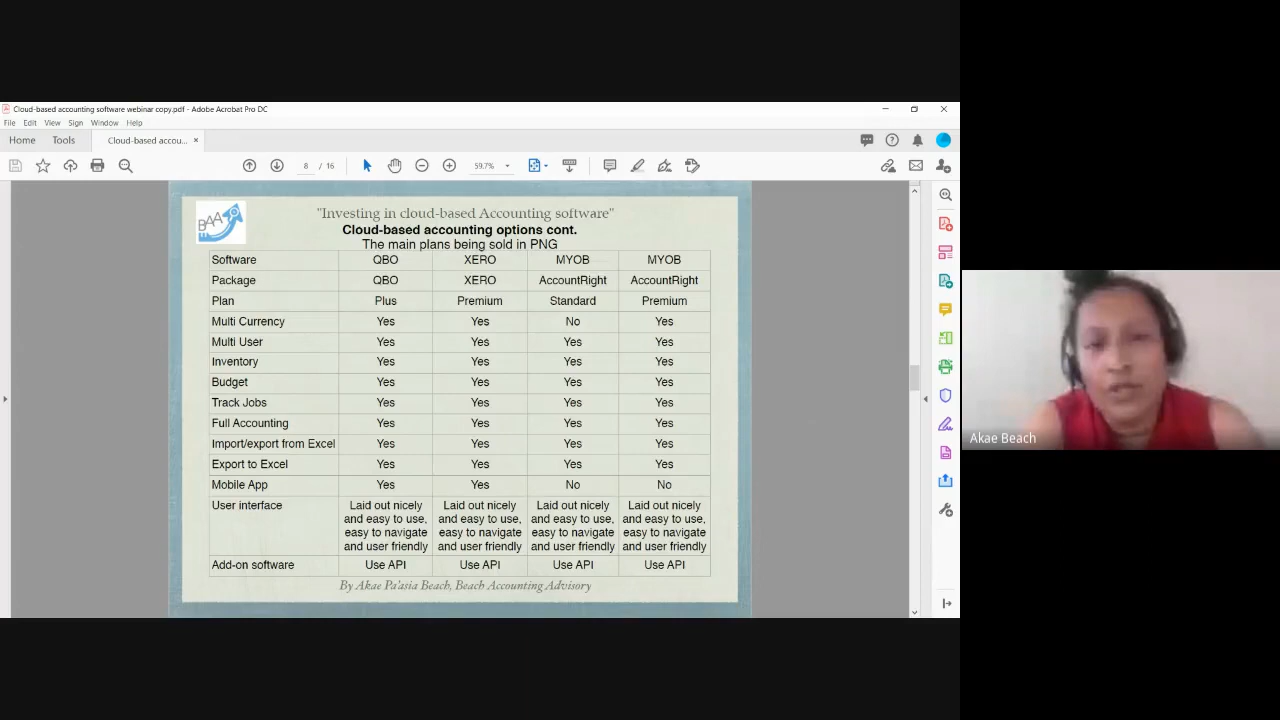 Cloud-based accounting software webinar copy.pdf - Adobe Acrobat Pro DC
File Edit View Sign Window Help
Home Tools Cloud-based accou... ×
8 / 16 59.7%
BAA
"Investing in cloud-based Accounting software"
Cloud-based accounting options cont.
The main plans being sold in PNG
Software QBO XERO MYOB MYOB
Package QBO XERO AccountRight AccountRight
Plan Plus Premium Standard Premium
Multi Currency Yes Yes No Yes
Multi User Yes Yes Yes Yes
Inventory Yes Yes Yes Yes
Budget Yes Yes Yes Yes
Track Jobs Yes Yes Yes Yes
Full Accounting Yes Yes Yes Yes
Import/export from Excel Yes Yes Yes Yes
Export to Excel Yes Yes Yes Yes
Mobile App Yes Yes No No
User interface Laid out nicely Laid out nicely Laid out nicely Laid out nicely
and easy to use, and easy to use, and easy to use, and easy to use,
easy to navigate easy to navigate easy to navigate easy to navigate
and user friendly and user friendly and user friendly and user friendly
Add-on software Use API Use API Use API Use API
By Akae Pa'asia Beach, Beach Accounting Advisory
Akae Beach